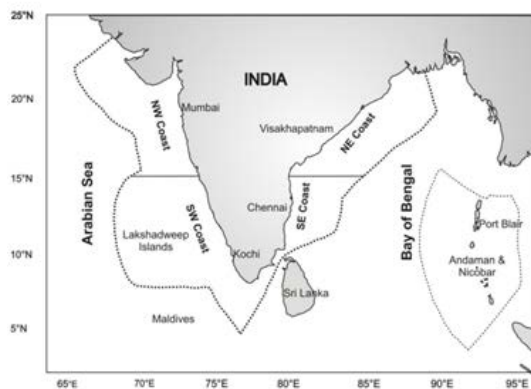 25°N
INDIA
20°N
Mumbai
NW Coast
Visakhapatnam
NE Coast
15°N
Arabian Sea
SW Coast
Lakshadweep
Islands
Chennai
SE Coast
Bay of Bengal
Port Blair
10°N
Kochi
Andaman &
Nicobar
Sri Lanka
Maldives
5°N
65°E
70°E
75°E
80°E
85°E
90°E
95°E